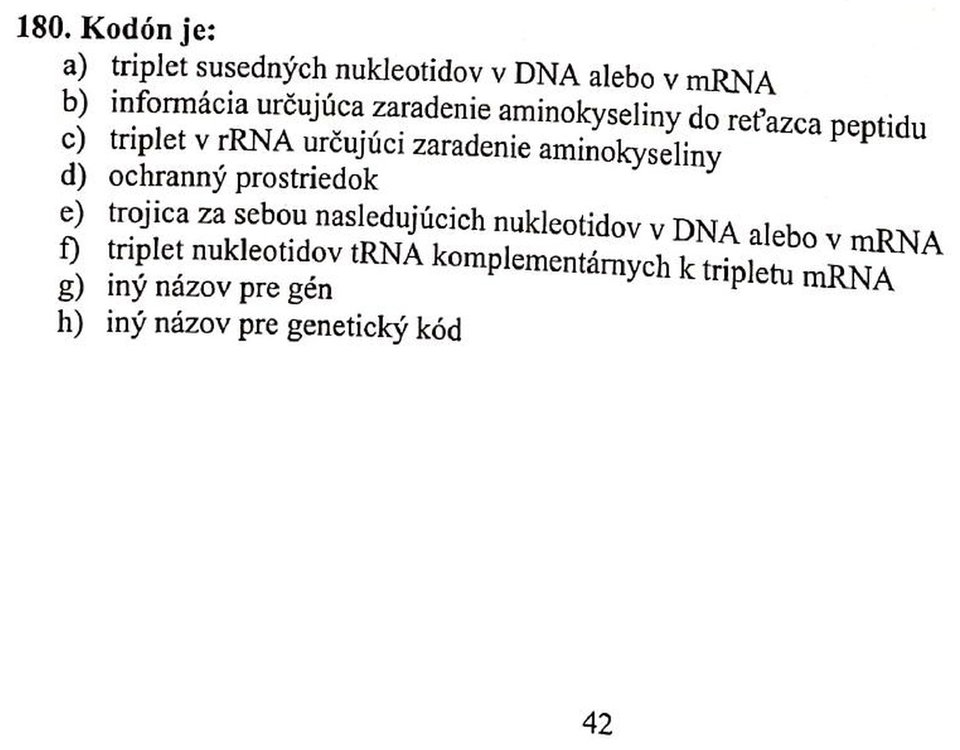 180. Kodón je:
a) triplet susedných nukleotidov v DNA alebo v mRNA
b) informácia určujúca zaradenie aminokyseliny do reťazca peptidu
c) triplet v rRNA určujúci zaradenie aminokyseliny
d) ochranný prostriedok
e) trojica za sebou nasledujúcich nukleotidov v DNA alebo v mRNA
f) triplet nukleotidov tRNA komplementárnych k tripletu mRNA
g) iný názov pre gén
h) iný názov pre genetický kód
42